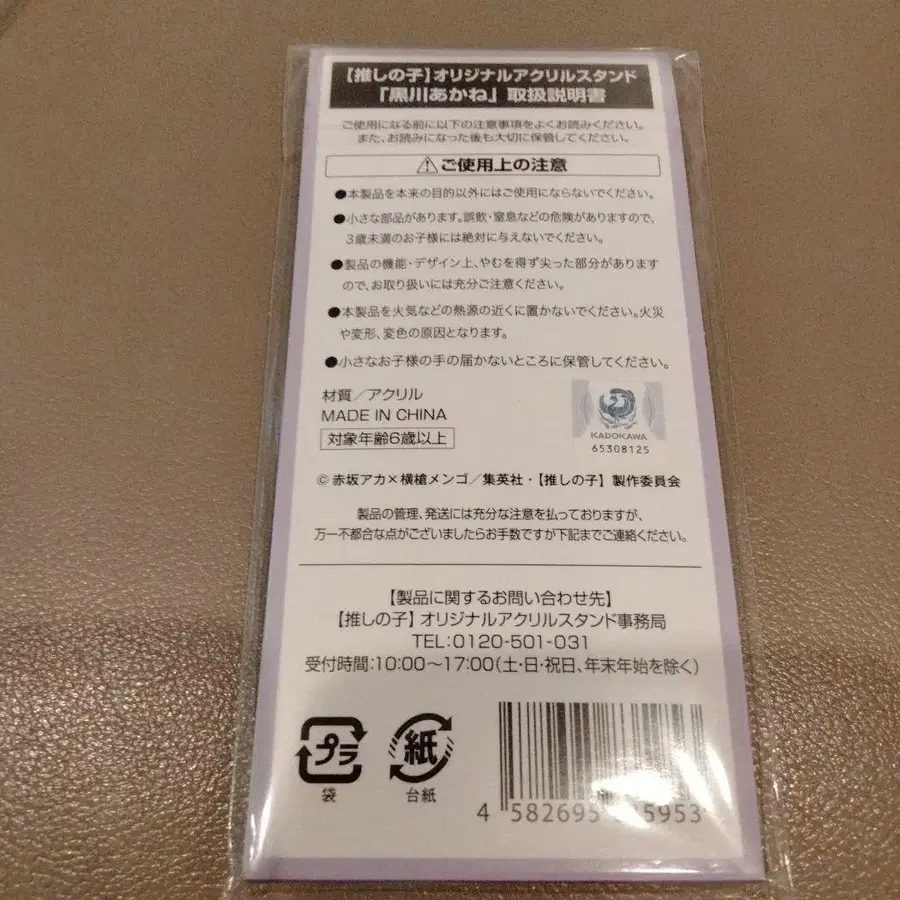 【推しの子】オリジナルアクリルスタンド
「黒川あかね」取扱説明書
ご使用になる前に以下の注意事項をよくお読みください。
また、お読みになった後も大切に保管してください。
ご使用上の注意
●本製品を本来の目的以外にはご使用にならないでください。
●小さな部品があります。誤飲・窒息などの危険がありますので、
3歳未満のお子様には絶対に与えないでください。
●製品の機能・デザイン上、やむを得ず尖った部分があります
ので、お取り扱いには充分ご注意ください。
●本製品を火気などの熱源の近くに置かないでください。火災
や変形、変色の原因となります。
●小さなお子様の手の届かないところに保管してください。
材質/アクリル
MADE IN CHINA
対象年齢6歳以上
KADOKAWA
65308125
©赤坂アカ×横槍メンゴ/集英社・【推しの子】製作委員会
製品の管理、発送には充分な注意を払っておりますが、
万一不都合な点がございましたらお手数ですが下記までご連絡ください。
【製品に関するお問い合わせ先】
【推しの子】オリジナルアクリルスタンド事務局
TEL:0120-501-031
受付時間:10:00〜17:00(土・日・祝日、年末年始を除く)
プラ
袋
紙
台紙
4 582695